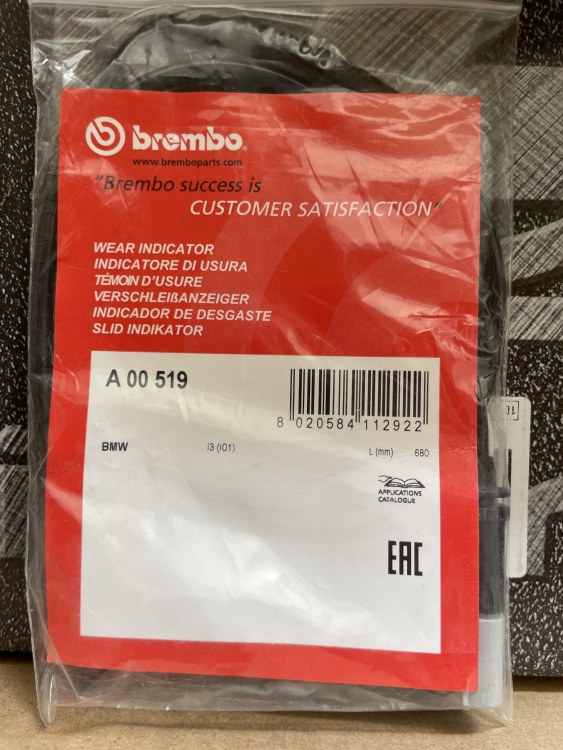 brembo
www.bremboparts.com
"Brembo success is
CUSTOMER SATISFACTION"
WEAR INDICATOR
INDICATORE DI USURA
TÉMOIN D'USURE
VERSCHLEIßANZEIGER
INDICADOR DE DESGASTE
SLID INDIKATOR
A 00 519
8 020584 112922
BMW i3 (I01) L (mm) 680
APPLICATIONS
CATALOGUE
EAC